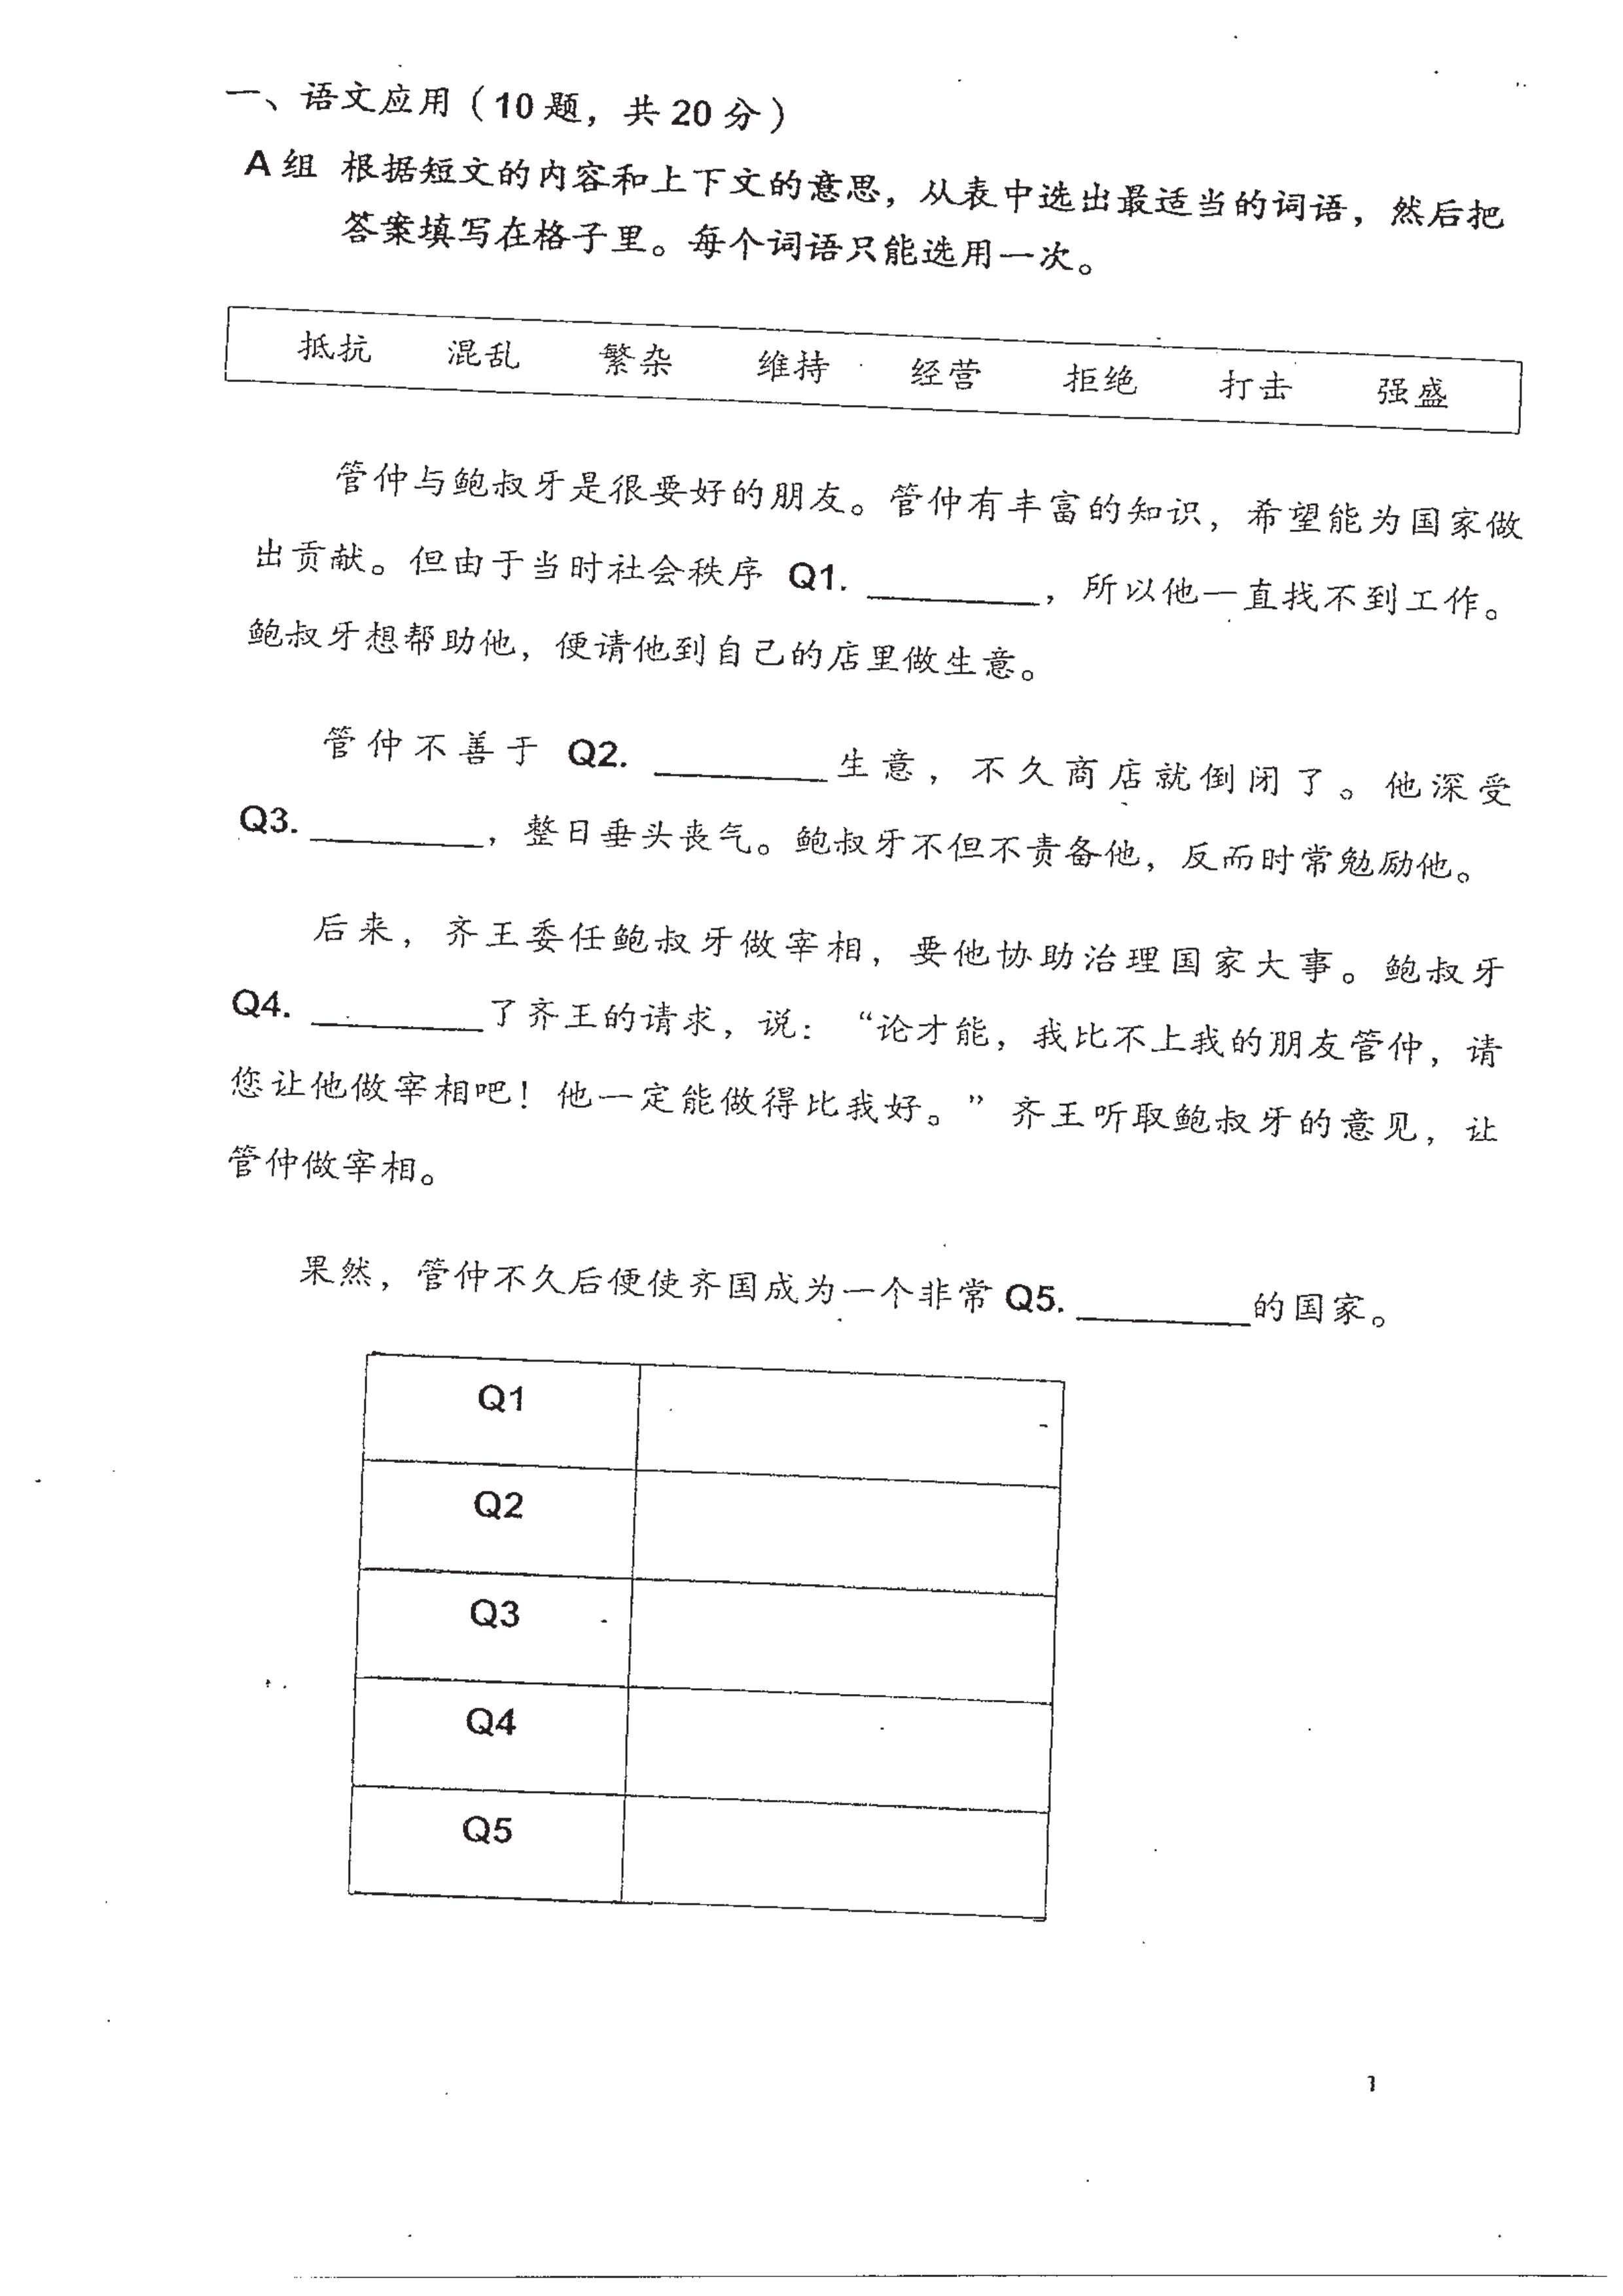 一、语文应用（10 题，共 20 分）
A 组 根据短文的内容和上下文的意思，从表中选出最适当的词语，然后把
答案填写在格子里。每个词语只能选用一次。
抵抗 混乱 繁杂 维持 经营 拒绝 打击 强盛
管仲与鲍叔牙是很要好的朋友。管仲有丰富的知识，希望能为国家做
出贡献。但由于当时社会秩序 Q1. ________，所以他一直找不到工作。
鲍叔牙想帮助他，便请他到自己的店里做生意。
管仲不善于 Q2. ________生意，不久商店就倒闭了。他深受
Q3. ________，整日垂头丧气。鲍叔牙不但不责备他，反而时常勉励他。
后来，齐王委任鲍叔牙做宰相，要他协助治理国家大事。鲍叔牙
Q4. ________了齐王的请求，说：“论才能，我比不上我的朋友管仲，请
您让他做宰相吧！他一定能做得比我好。”齐王听取鲍叔牙的意见，让
管仲做宰相。
果然，管仲不久后便使齐国成为一个非常 Q5. ________的国家。
Q1
Q2
Q3
Q4
Q5
1